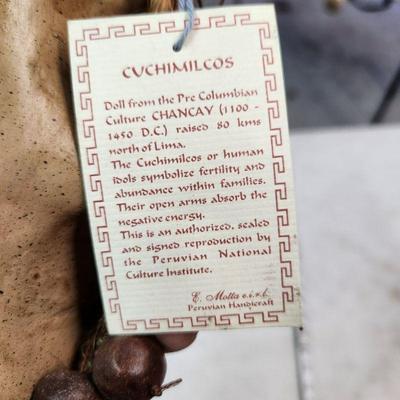 CUCHIMILCOS
Doll from the Pre Columbian
Culture CHANCAY (1100 -
1450 D.C.) raised 80 kms
north of Lima.
The Cuchimilcos or human
idols symbolize fertility and
abundance within families.
Their open arms absorb the
negative energy.
This is an authorized, sealed
and signed reproduction by
the Peruvian National
Culture Institute.
E. Motta e.i.r.l.
Peruvian Handicraft